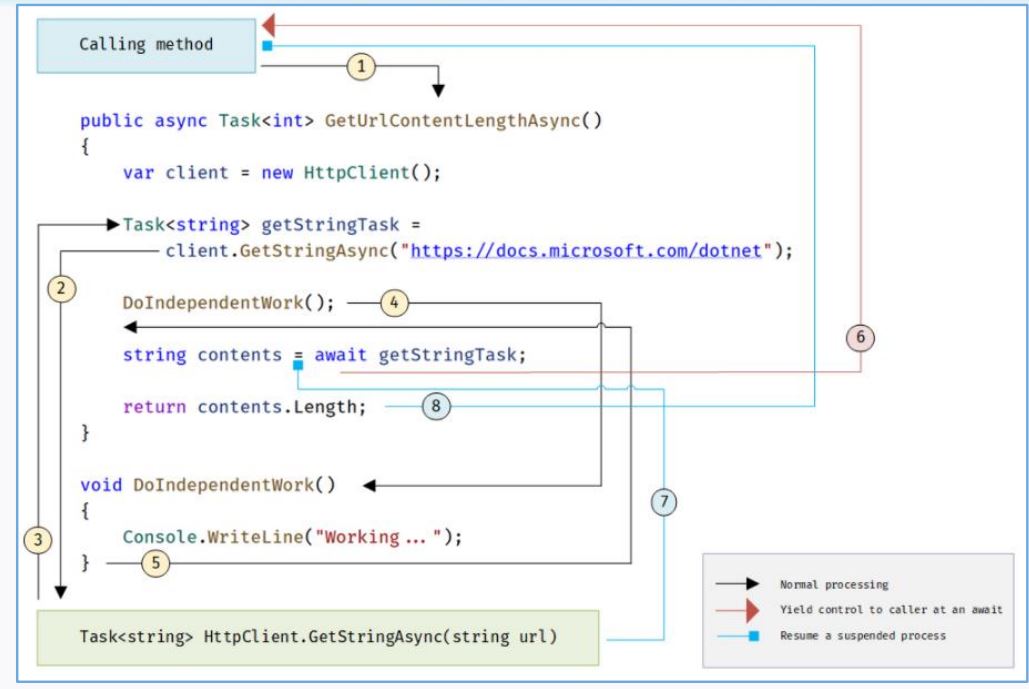 Calling method
1
public async Task<int> GetUrlContentLengthAsync()
{
var client = new HttpClient();
Task<string> getStringTask =
client.GetStringAsync("https://docs.microsoft.com/dotnet");
2
DoIndependentWork();
4
6
string contents = await getStringTask;
return contents.Length;
8
}
void DoIndependentWork()
7
{
3
Console.WriteLine("Working...");
}
5
Normal processing
Yield control to caller at an await
Resume a suspended process
Task<string> HttpClient.GetStringAsync(string url)